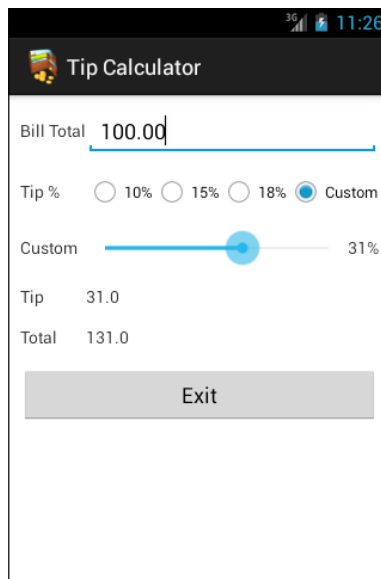 3G 11:26
Tip Calculator
Bill Total 100.00
Tip % 10% 15% 18% Custom
Custom 31%
Tip 31.0
Total 131.0
Exit